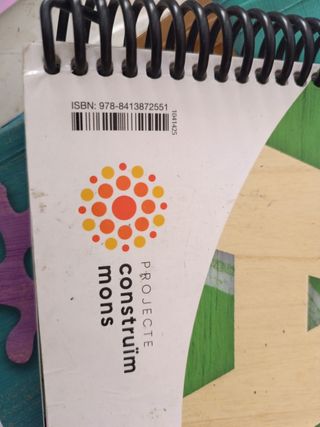 ISBN: 978-8413872551
1041425
PROJECTE
construïm
mons